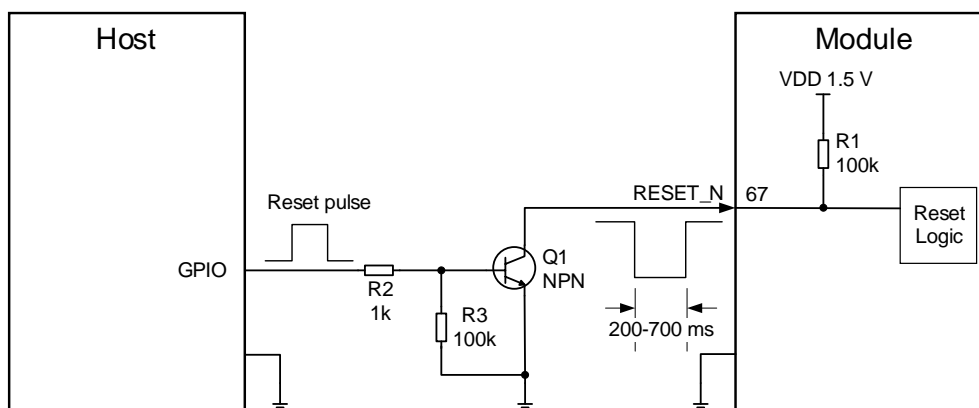 Host
Module
VDD 1.5 V
R1
100k
Reset pulse
RESET_N
67
Reset
Logic
GPIO
Q1
NPN
R2
1k
R3
100k
200-700 ms